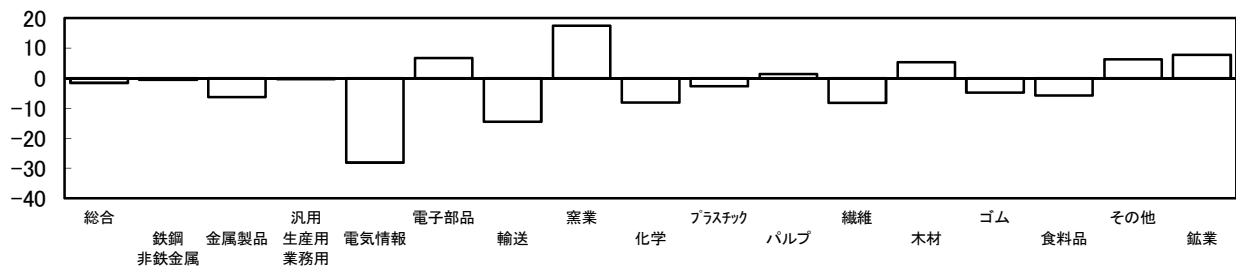 20
10
0
-10
-20
-30
-40
総合
鉄鋼
非鉄金属
金属製品
汎用
生産用
業務用
電気情報
電子部品
輸送
窯業
化学
プラスチック
パルプ
繊維
木材
ゴム
食料品
その他
鉱業